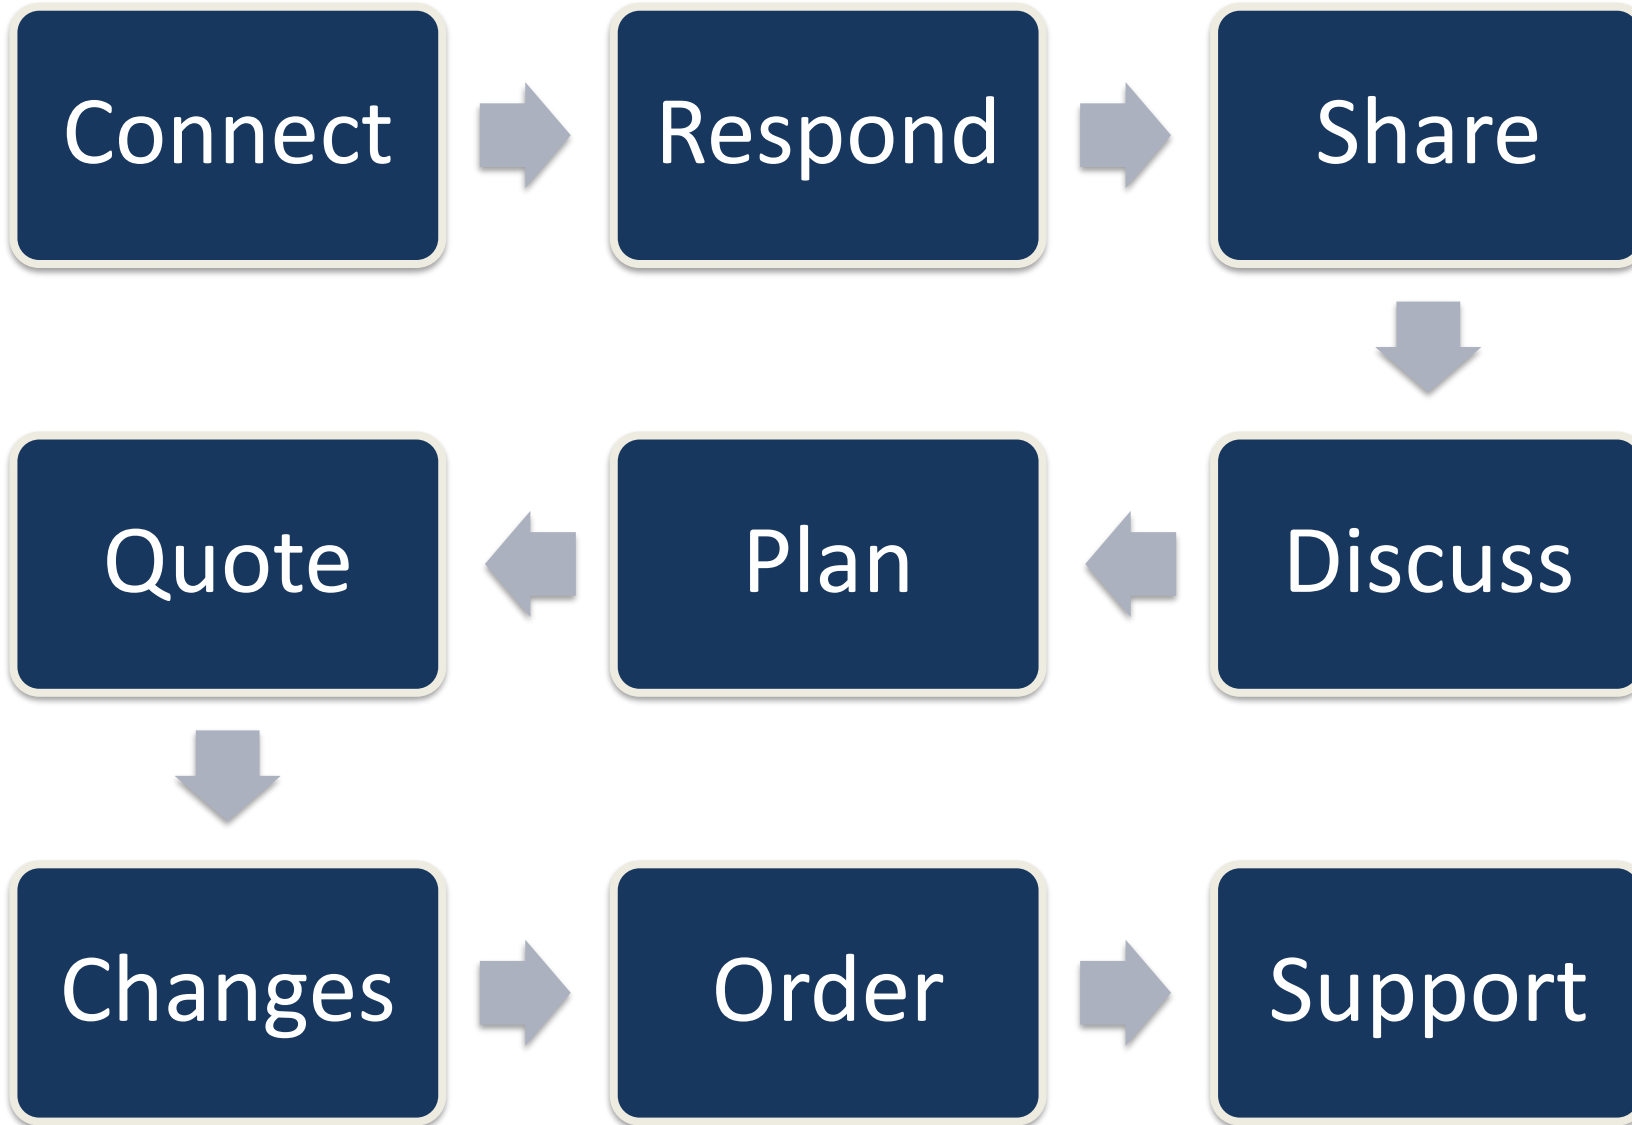 Connect
Respond
Share
Discuss
Plan
Quote
Changes
Order
Support